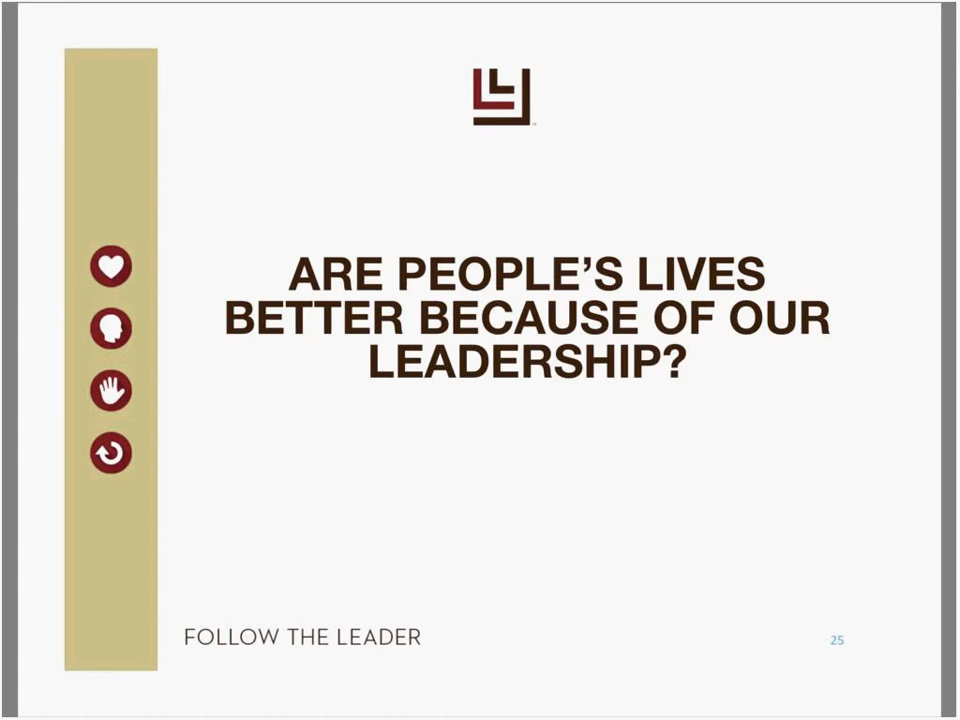 ARE PEOPLE’S LIVES
BETTER BECAUSE OF OUR
LEADERSHIP?
FOLLOW THE LEADER
25